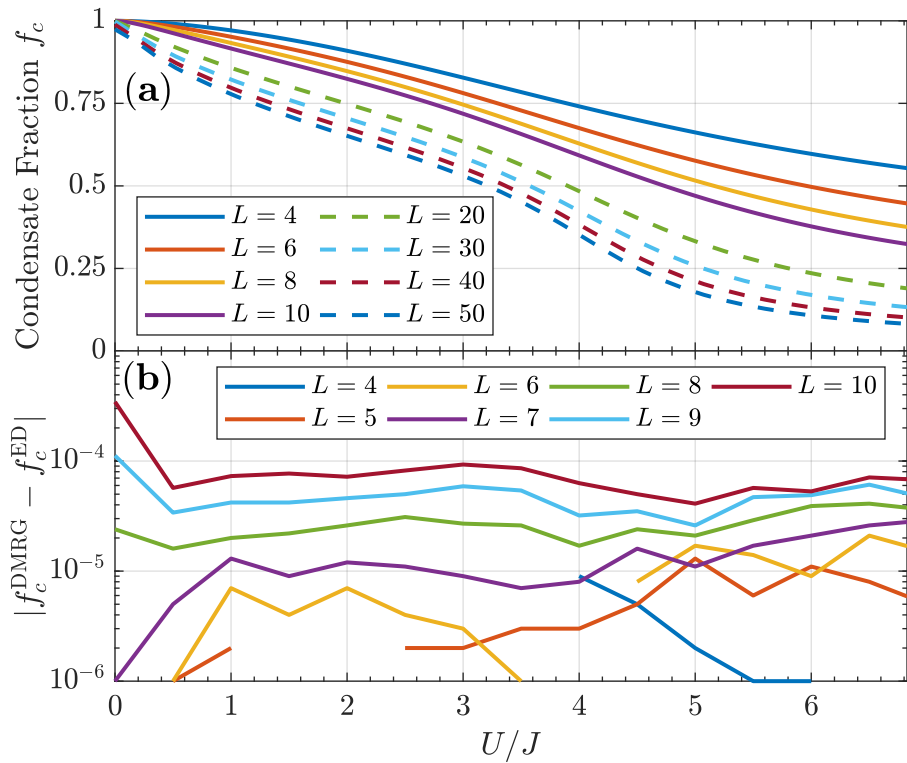 Condensate Fraction f_c
1
0.75
0.5
0.25
0
(a)
L = 4
L = 6
L = 8
L = 10
L = 20
L = 30
L = 40
L = 50
(b)
L = 4
L = 5
L = 6
L = 7
L = 8
L = 9
L = 10
|f_c^DMRG − f_c^ED|
10^−4
10^−5
10^−6
0 1 2 3 4 5 6
U/J